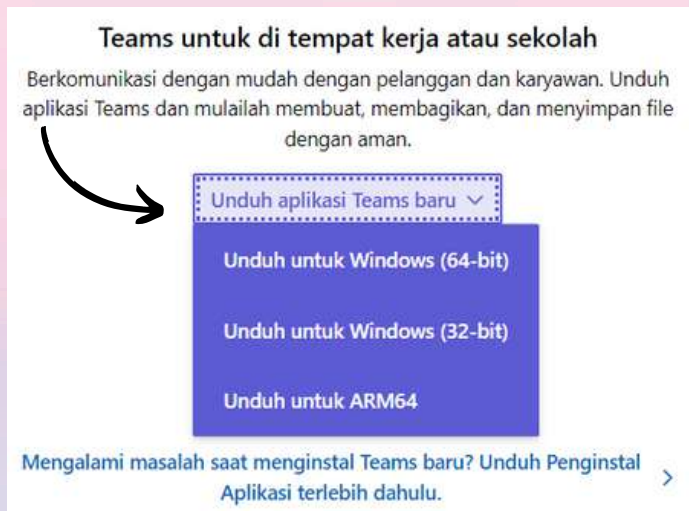 Teams untuk di tempat kerja atau sekolah
Berkomunikasi dengan mudah dengan pelanggan dan karyawan. Unduh
aplikasi Teams dan mulailah membuat, membagikan, dan menyimpan file
dengan aman.
Unduh aplikasi Teams baru
Unduh untuk Windows (64-bit)
Unduh untuk Windows (32-bit)
Unduh untuk ARM64
Mengalami masalah saat menginstal Teams baru? Unduh Penginstal
Aplikasi terlebih dahulu.